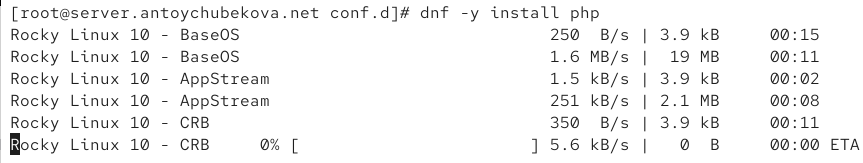 [root@server.antoychubekova.net conf.d]# dnf -y install php
Rocky Linux 10 - BaseOS                                250  B/s | 3.9 kB     00:15
Rocky Linux 10 - BaseOS                                1.6 MB/s |  19 MB     00:11
Rocky Linux 10 - AppStream                             1.5 kB/s | 3.9 kB     00:02
Rocky Linux 10 - AppStream                             251 kB/s | 2.1 MB     00:08
Rocky Linux 10 - CRB                                   350  B/s | 3.9 kB     00:11
Rocky Linux 10 - CRB     0% [                        ] 5.6 kB/s |   0  B     00:00 ETA